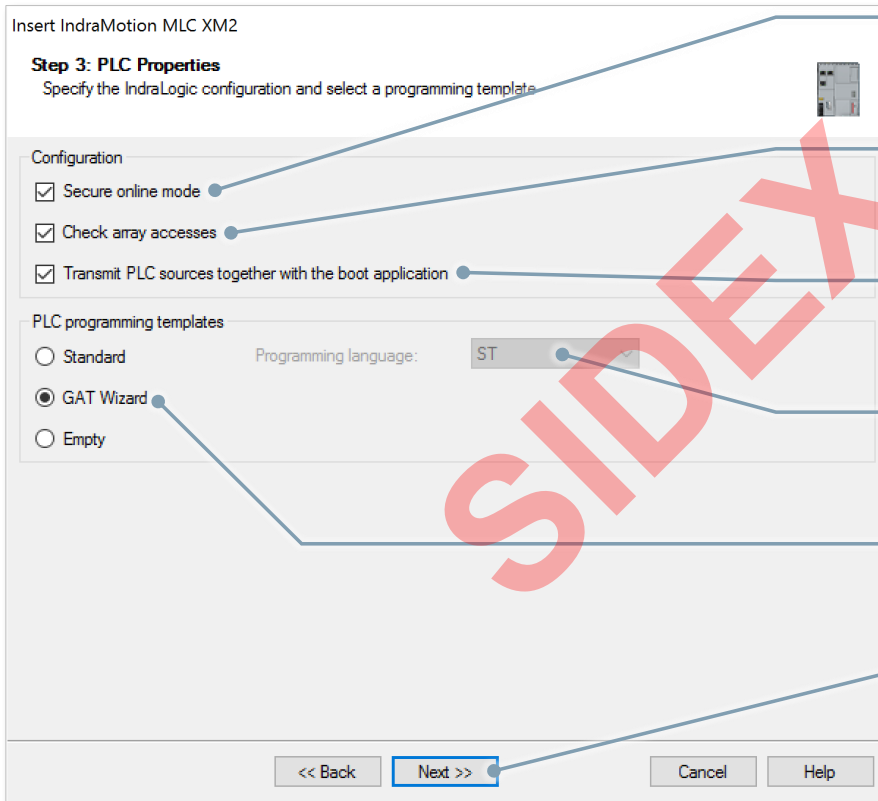 Insert IndraMotion MLC XM2
Step 3: PLC Properties
Specify the IndraLogic configuration and select a programming template
Configuration
Secure online mode
Check array accesses
Transmit PLC sources together with the boot application
PLC programming templates
Standard
Programming language:
ST
GAT Wizard
Empty
<< Back
Next >>
Cancel
Help
SIDEX